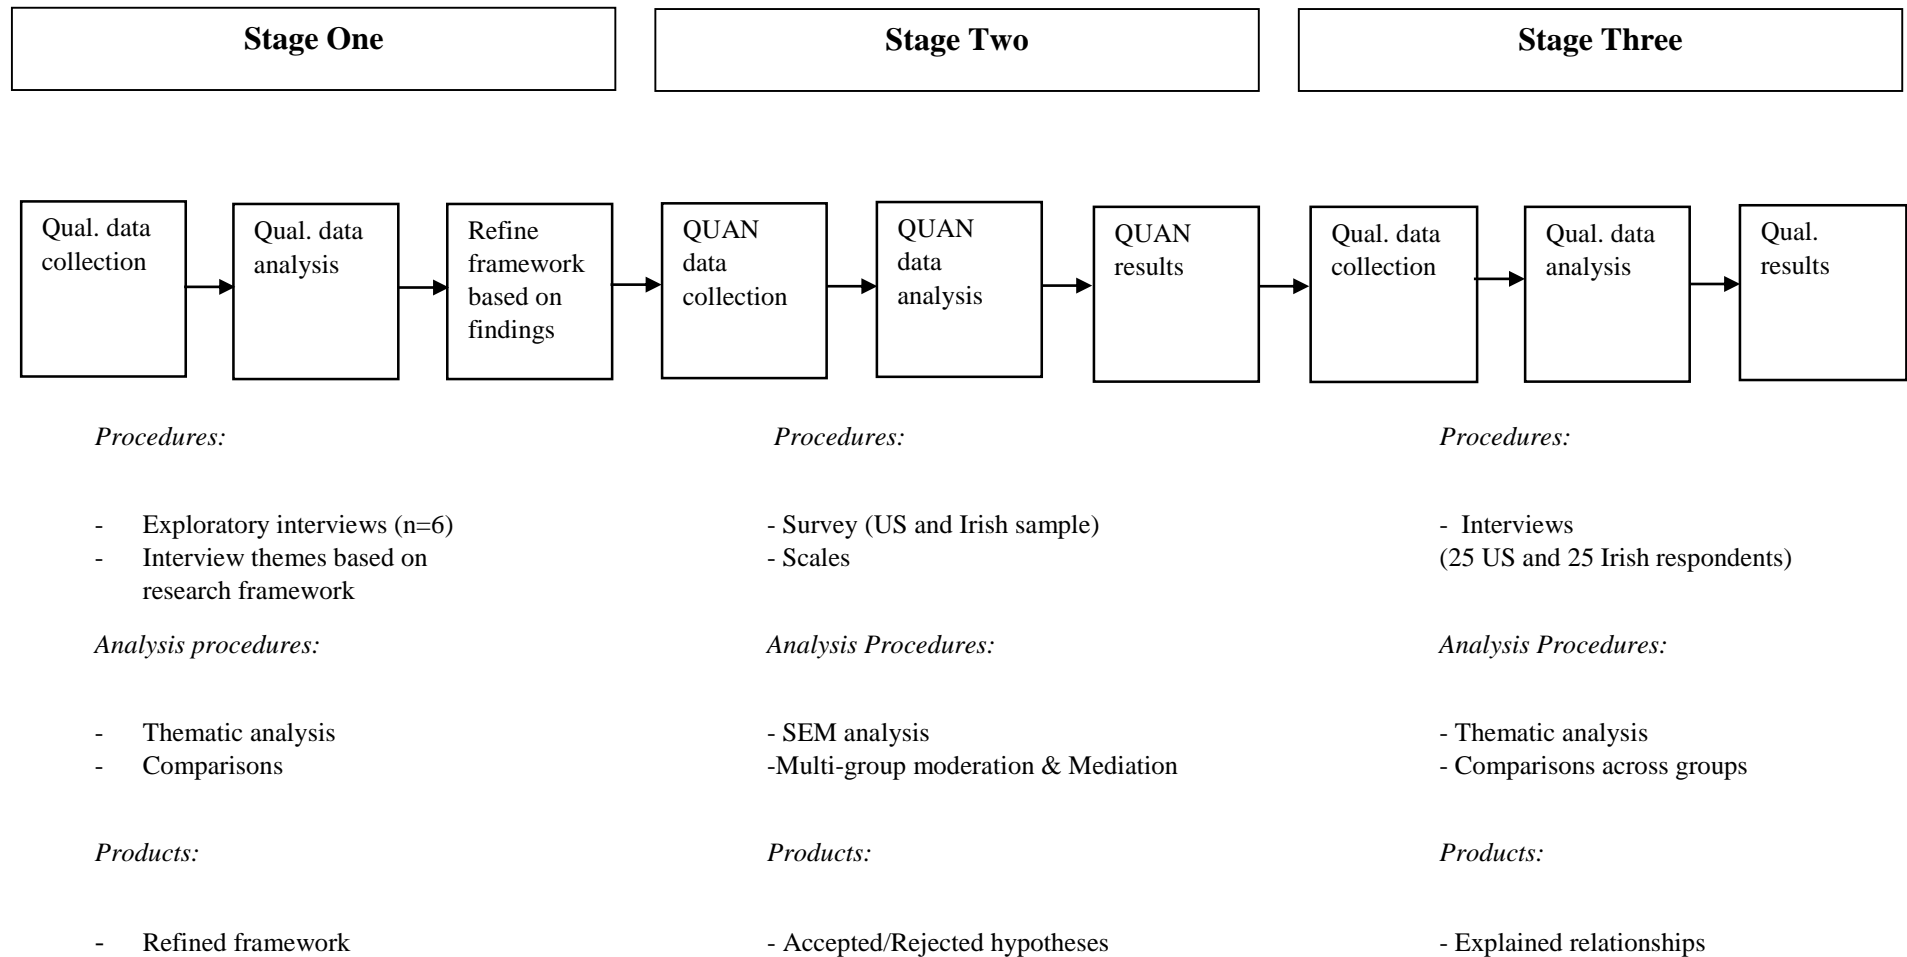 Stage One
Stage Two
Stage Three
Qual. data
collection
Qual. data
analysis
Refine
framework
based on
findings
QUAN
data
collection
QUAN
data
analysis
QUAN
results
Qual. data
collection
Qual. data
analysis
Qual.
results
Procedures:
- Exploratory interviews (n=6)
- Interview themes based on
research framework
Analysis procedures:
- Thematic analysis
- Comparisons
Products:
- Refined framework
Procedures:
- Survey (US and Irish sample)
- Scales
Analysis Procedures:
- SEM analysis
-Multi-group moderation & Mediation
Products:
- Accepted/Rejected hypotheses
Procedures:
- Interviews
(25 US and 25 Irish respondents)
Analysis Procedures:
- Thematic analysis
- Comparisons across groups
Products:
- Explained relationships